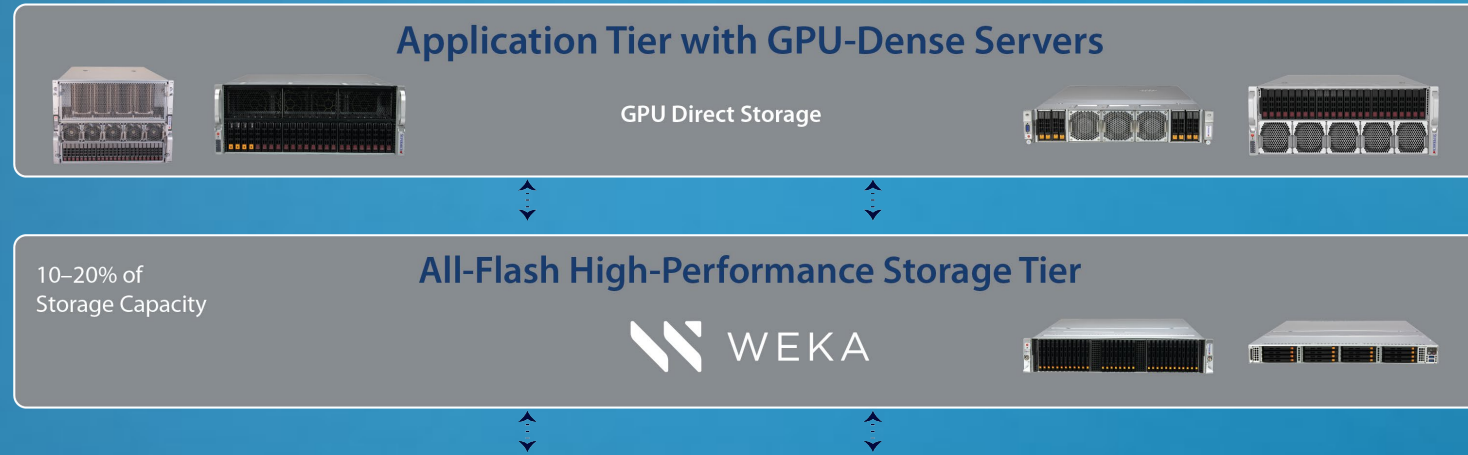 Application Tier with GPU-Dense Servers
GPU Direct Storage
10–20% of
Storage Capacity
All-Flash High-Performance Storage Tier
WEKA